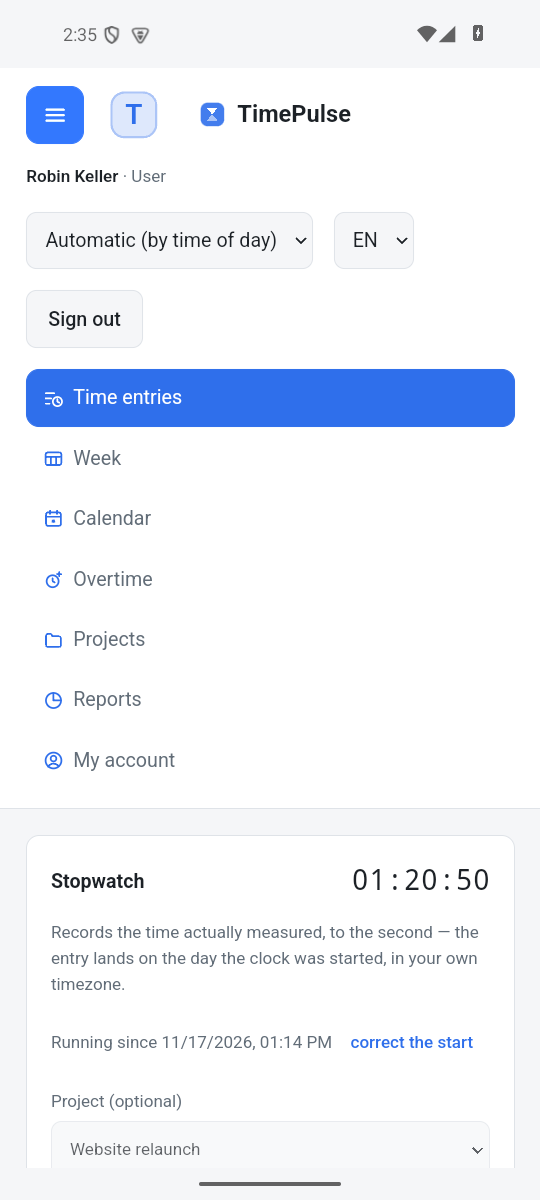 2:35
T
TimePulse
Robin Keller · User
Automatic (by time of day)
EN
Sign out
Time entries
Week
Calendar
Overtime
Projects
Reports
My account
Stopwatch
01:20:50
Records the time actually measured, to the second — the
entry lands on the day the clock was started, in your own
timezone.
Running since 11/17/2026, 01:14 PM correct the start
Project (optional)
Website relaunch